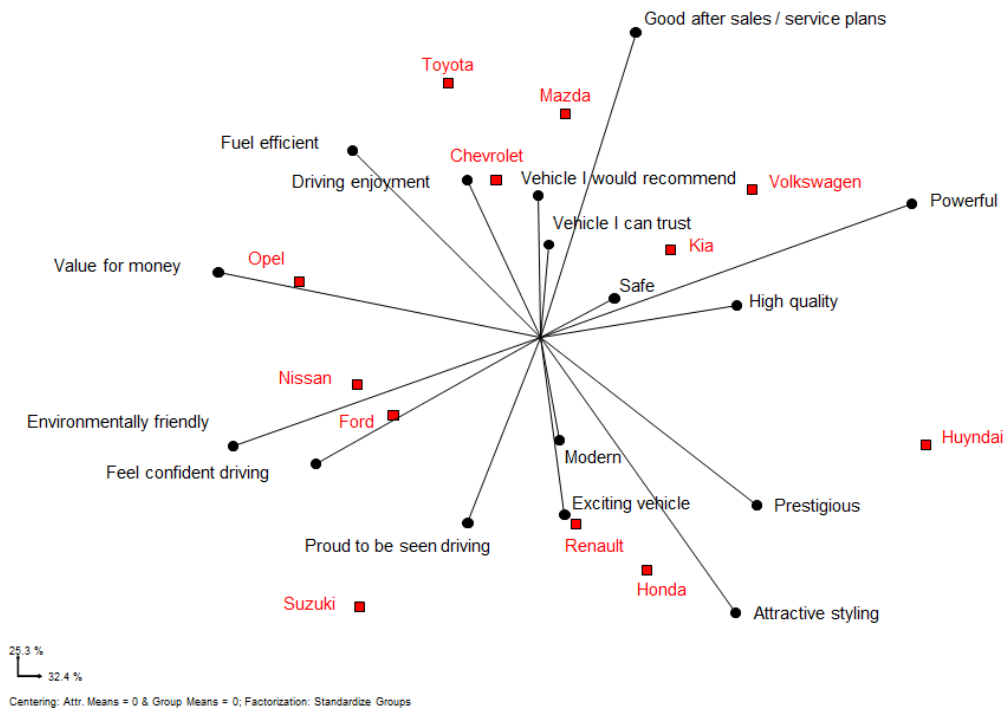 Good after sales / service plans
Toyota
Mazda
Fuel efficient
Chevrolet
Driving enjoyment
Vehicle I would recommend
Volkswagen
Powerful
Vehicle I can trust
Kia
Opel
Value for money
Safe
High quality
Nissan
Environmentally friendly
Ford
Huyndai
Feel confident driving
Modern
Exciting vehicle
Prestigious
Proud to be seen driving
Renault
Honda
Suzuki
Attractive styling
25.3 %
32.4 %
Centering: Attr. Means = 0 & Group Means = 0; Factorization: Standardize Groups